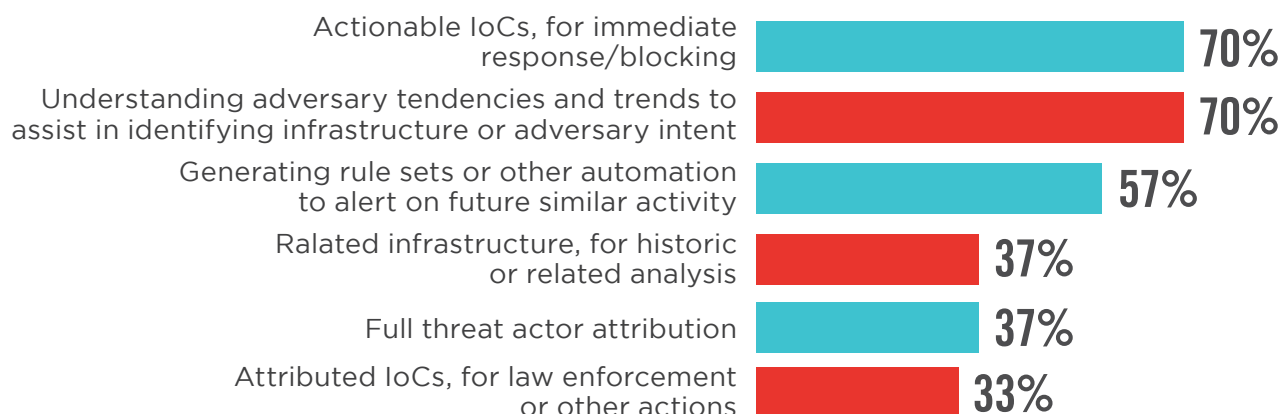 Actionable IoCs, for immediate
response/blocking
70%
Understanding adversary tendencies and trends to
assist in identifying infrastructure or adversary intent
70%
Generating rule sets or other automation
to alert on future similar activity
57%
Ralated infrastructure, for historic
or related analysis
37%
Full threat actor attribution
37%
Attributed IoCs, for law enforcement
or other actions
33%